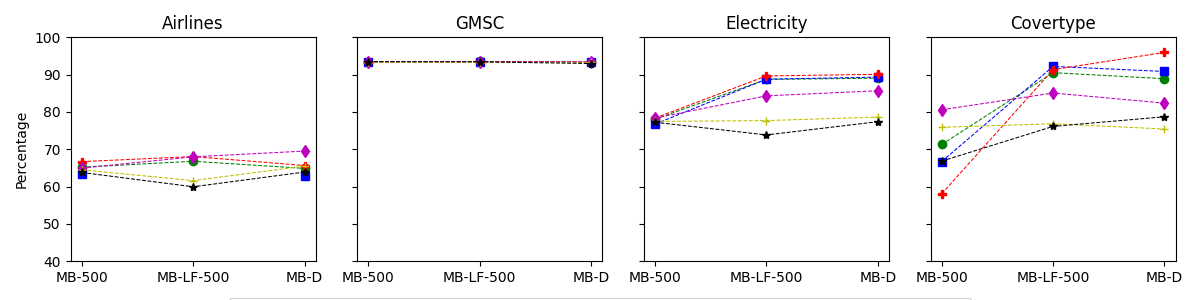 Airlines GMSC Electricity Covertype
Percentage
100
90
80
70
60
50
40
MB-500 MB-LF-500 MB-D MB-500 MB-LF-500 MB-D MB-500 MB-LF-500 MB-D MB-500 MB-LF-500 MB-D